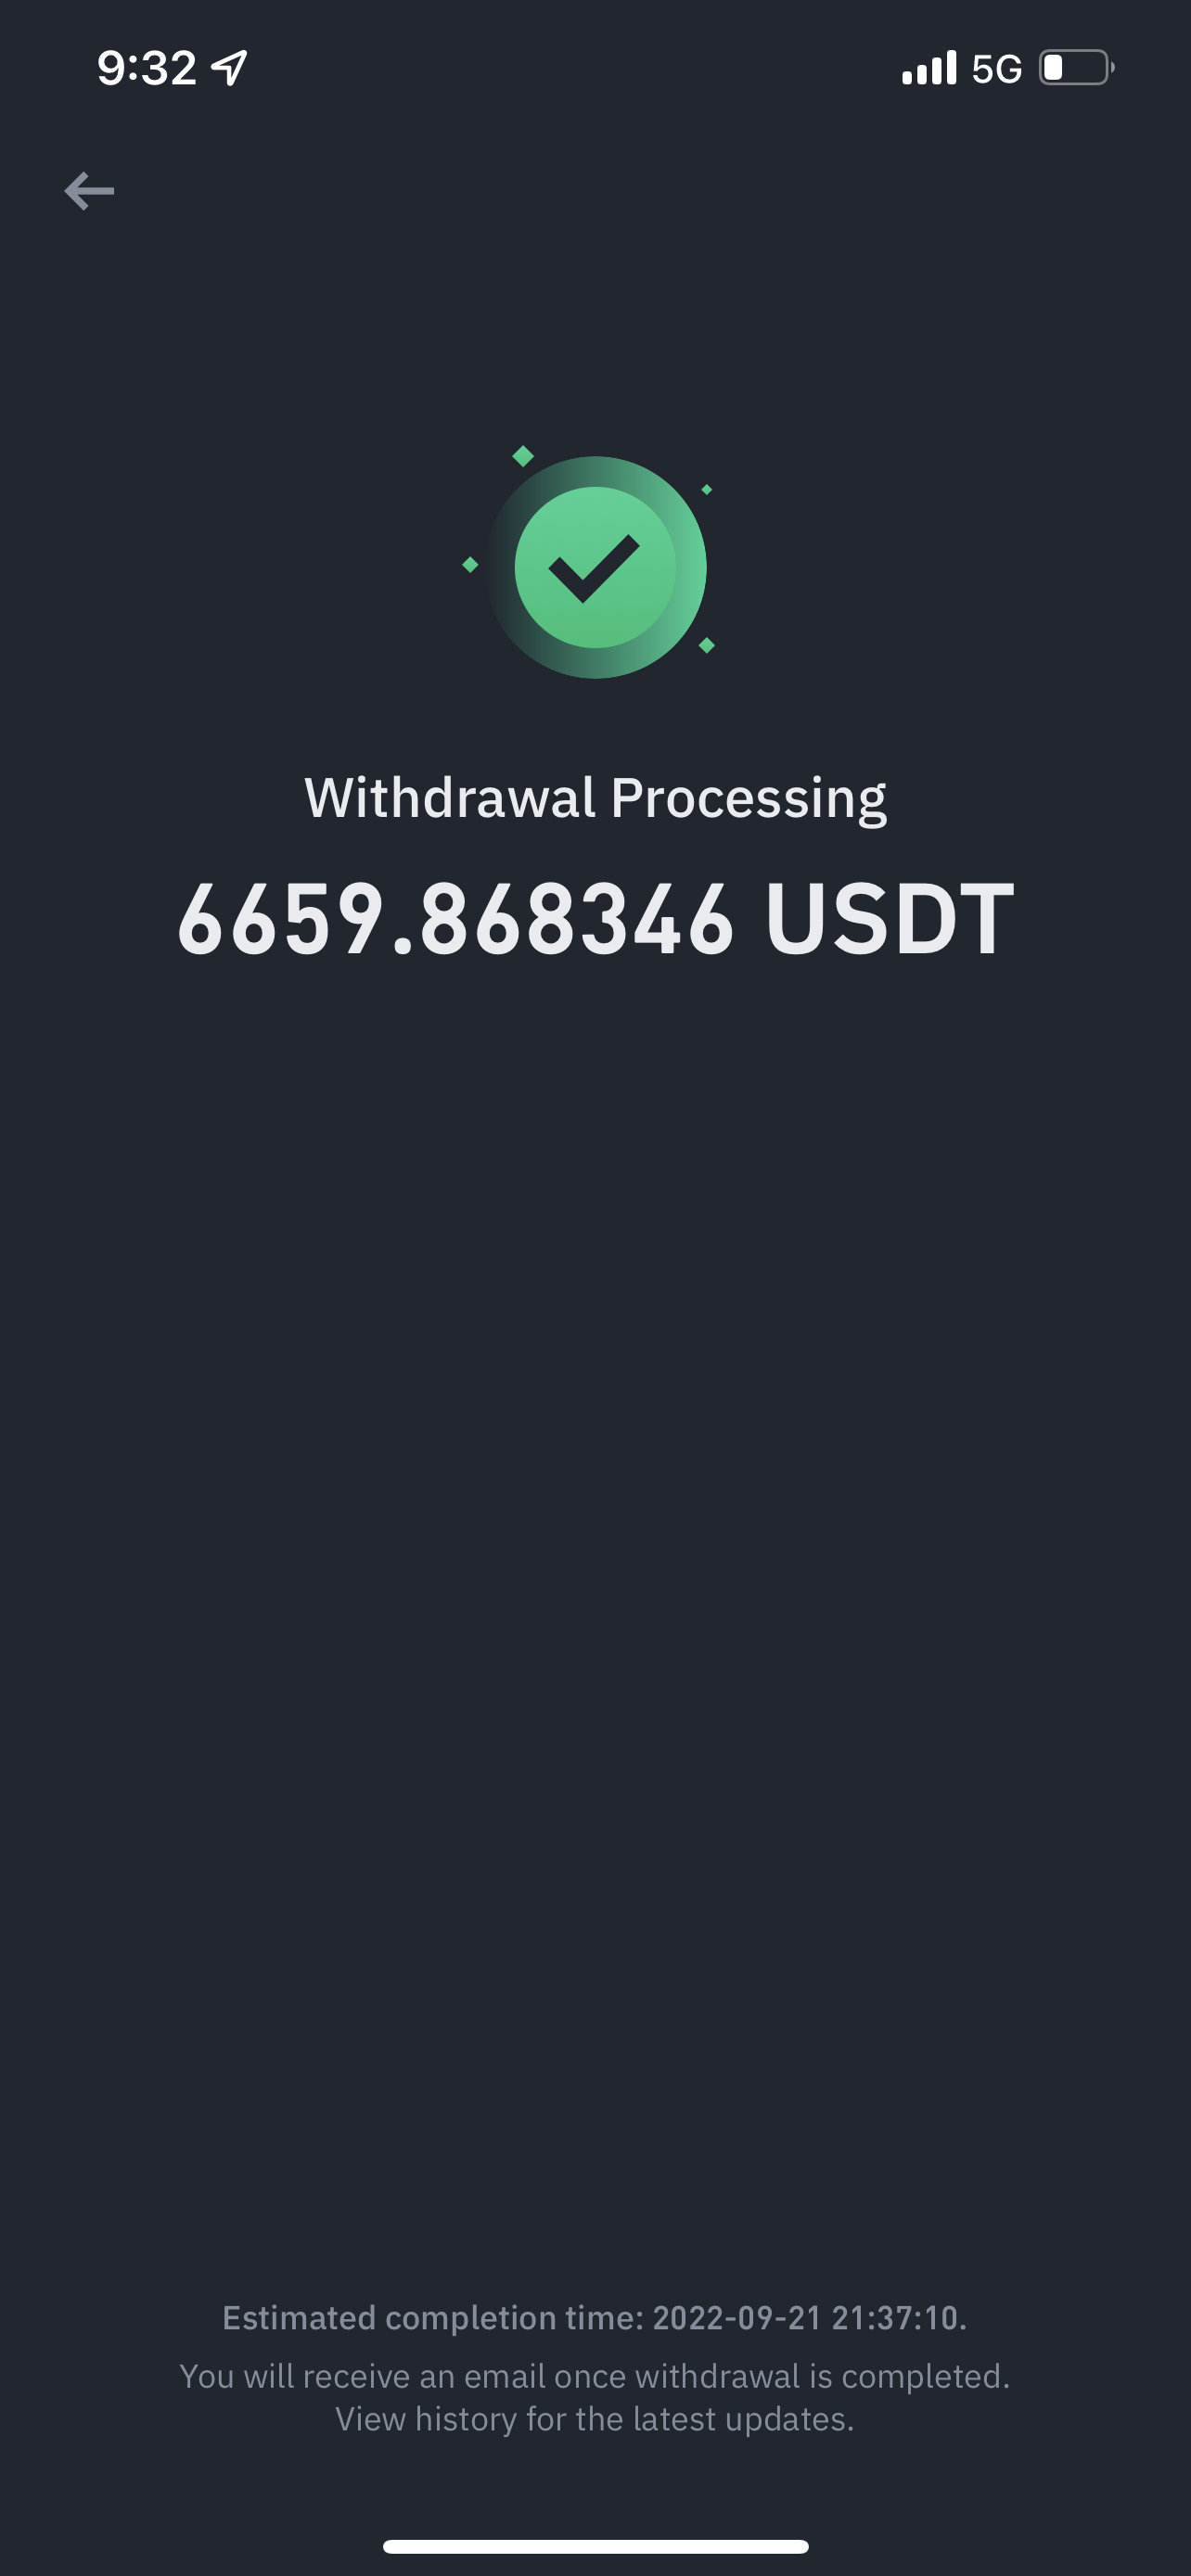 9:32
5G
Withdrawal Processing
6659.868346 USDT
Estimated completion time: 2022-09-21 21:37:10.
You will receive an email once withdrawal is completed.
View history for the latest updates.